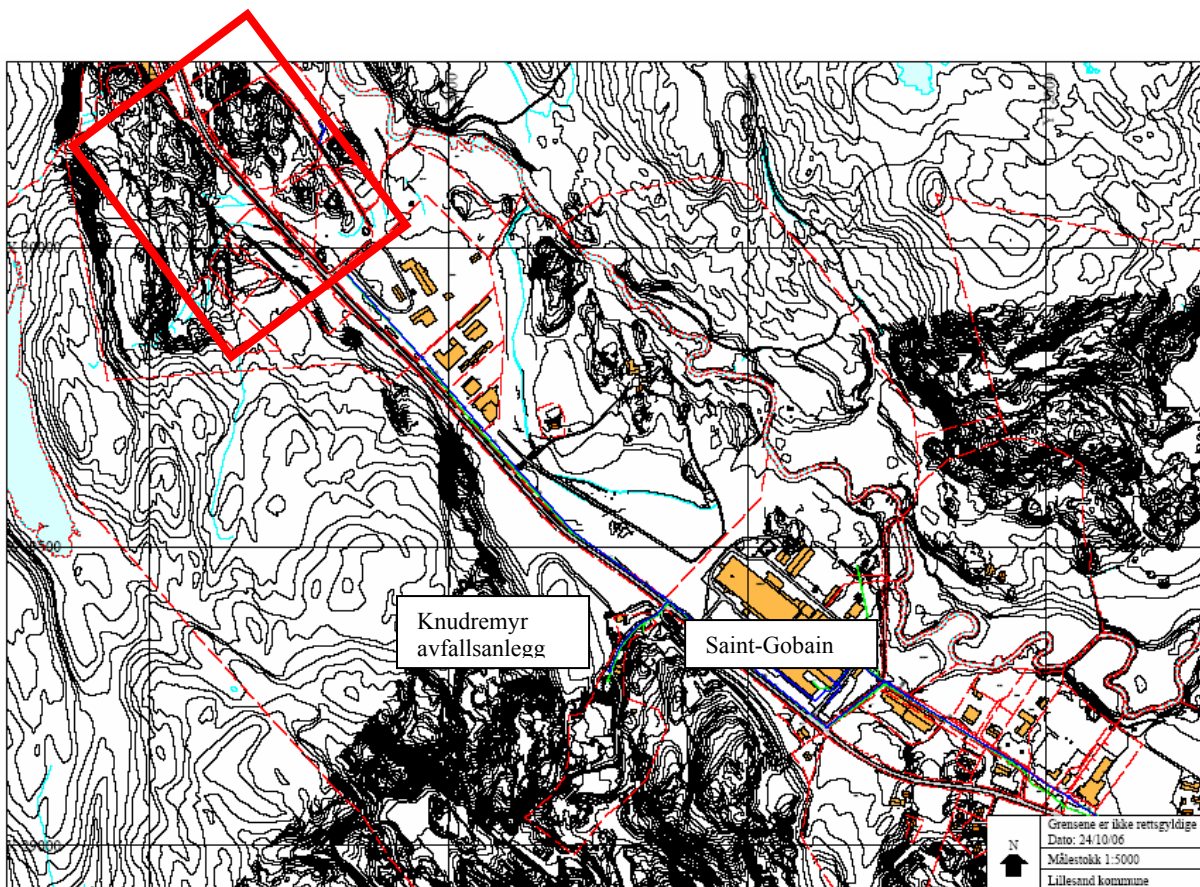 Knudremyr
avfallsanlegg
Saint-Gobain
N
Grensene er ikke rettsgyldige
Dato: 24/10/06
Målestokk 1:5000
Lillesand kommune